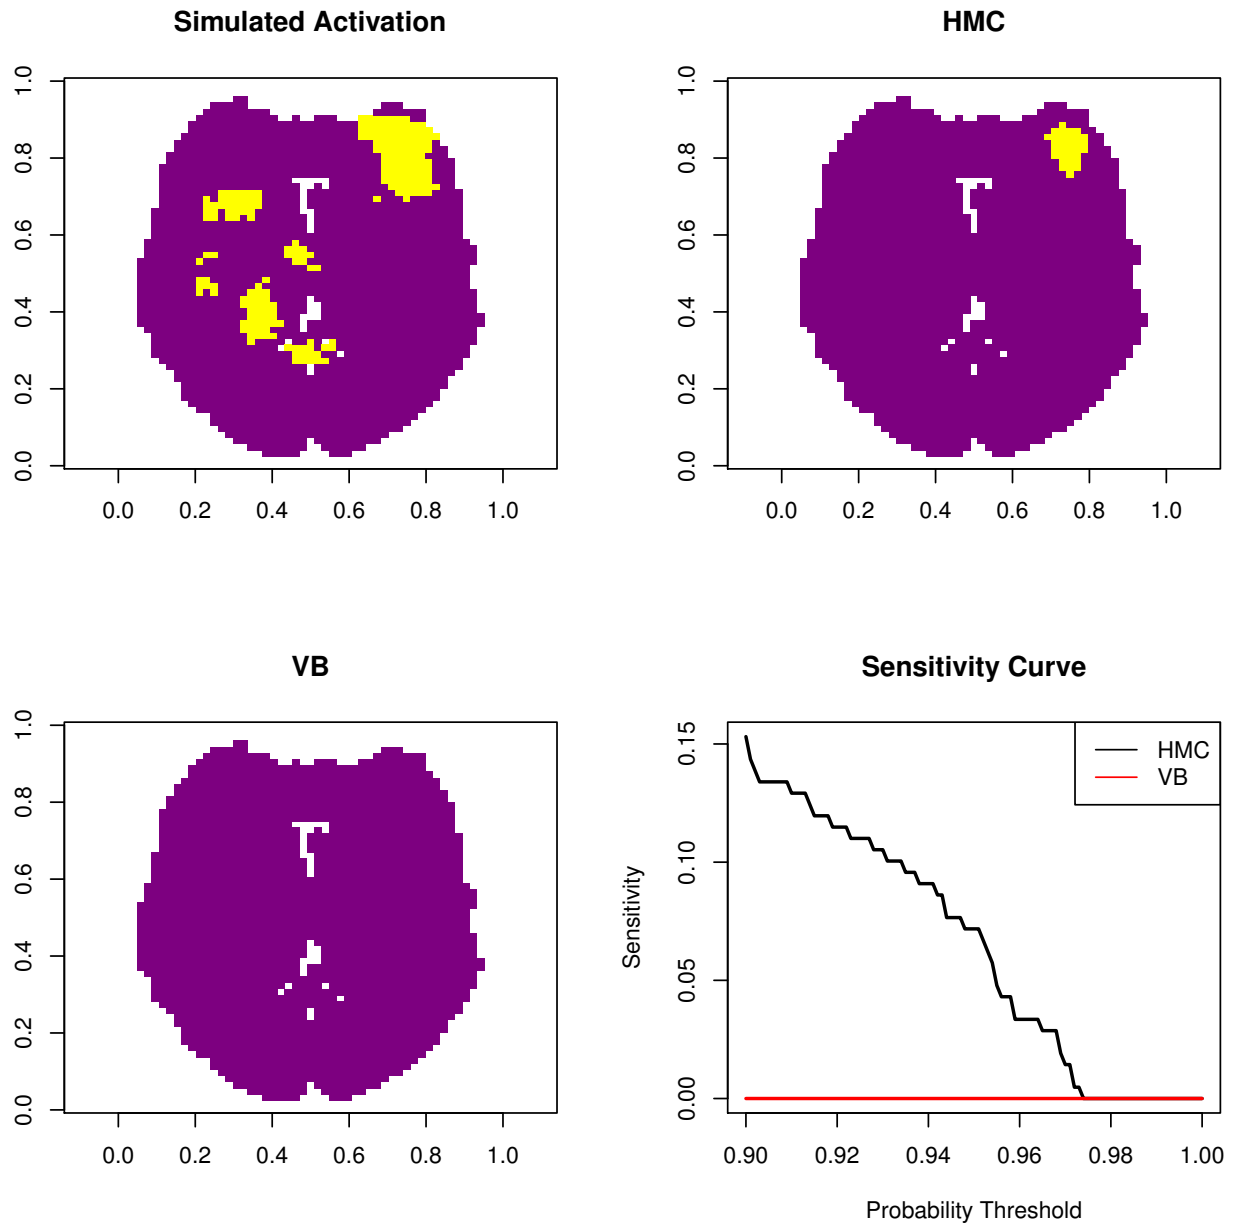 Simulated Activation
1.0
0.8
0.6
0.4
0.2
0.0
0.0 0.2 0.4 0.6 0.8 1.0
HMC
1.0
0.8
0.6
0.4
0.2
0.0
0.0 0.2 0.4 0.6 0.8 1.0
VB
1.0
0.8
0.6
0.4
0.2
0.0
0.0 0.2 0.4 0.6 0.8 1.0
Sensitivity Curve
HMC
VB
Sensitivity
0.15
0.10
0.05
0.00
0.90 0.92 0.94 0.96 0.98 1.00
Probability Threshold